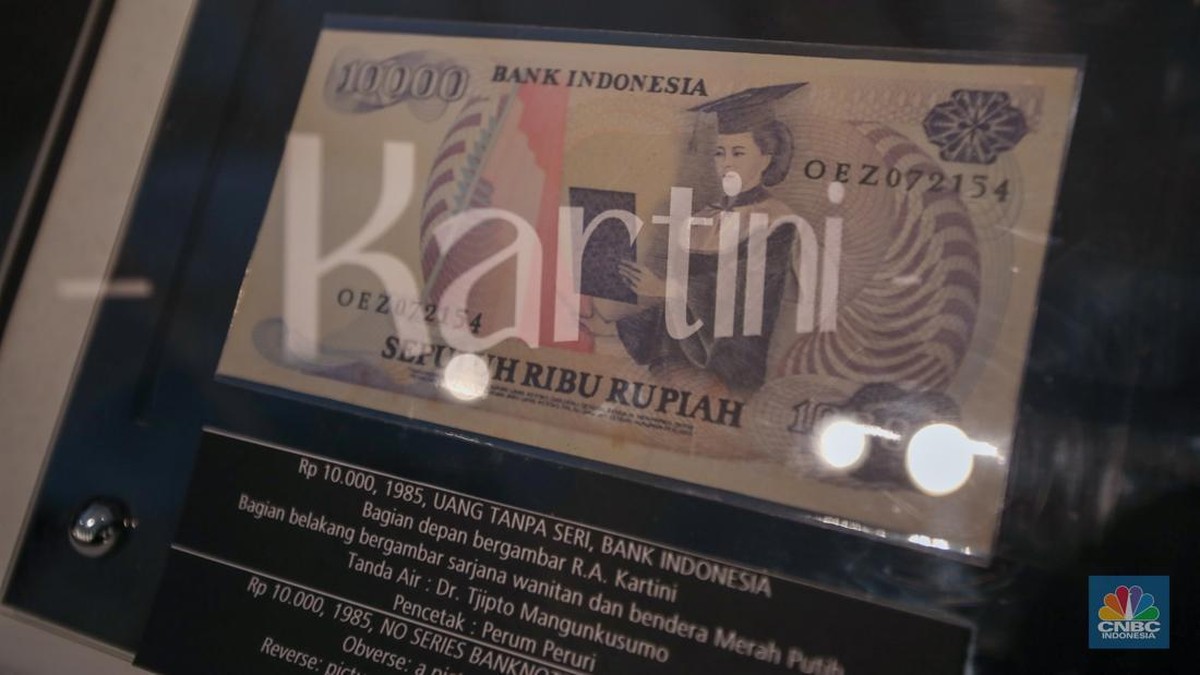 10000
BANK INDONESIA
OEZ072154
Kartini
OEZ072154
SEPULUH RIBU RUPIAH
Rp 10.000, 1985, UANG TANPA SERI, BANK INDONESIA
Bagian depan bergambar R.A. Kartini
Bagian belakang bergambar sarjana wanitan dan bendera Merah Putih
Tanda Air : Dr. Tjipto Mangunkusumo
Pencetak : Perum Peruri
Rp 10.000, 1985, NO SERIES
Obverse: a
Reverse:
CNBC
INDONESIA